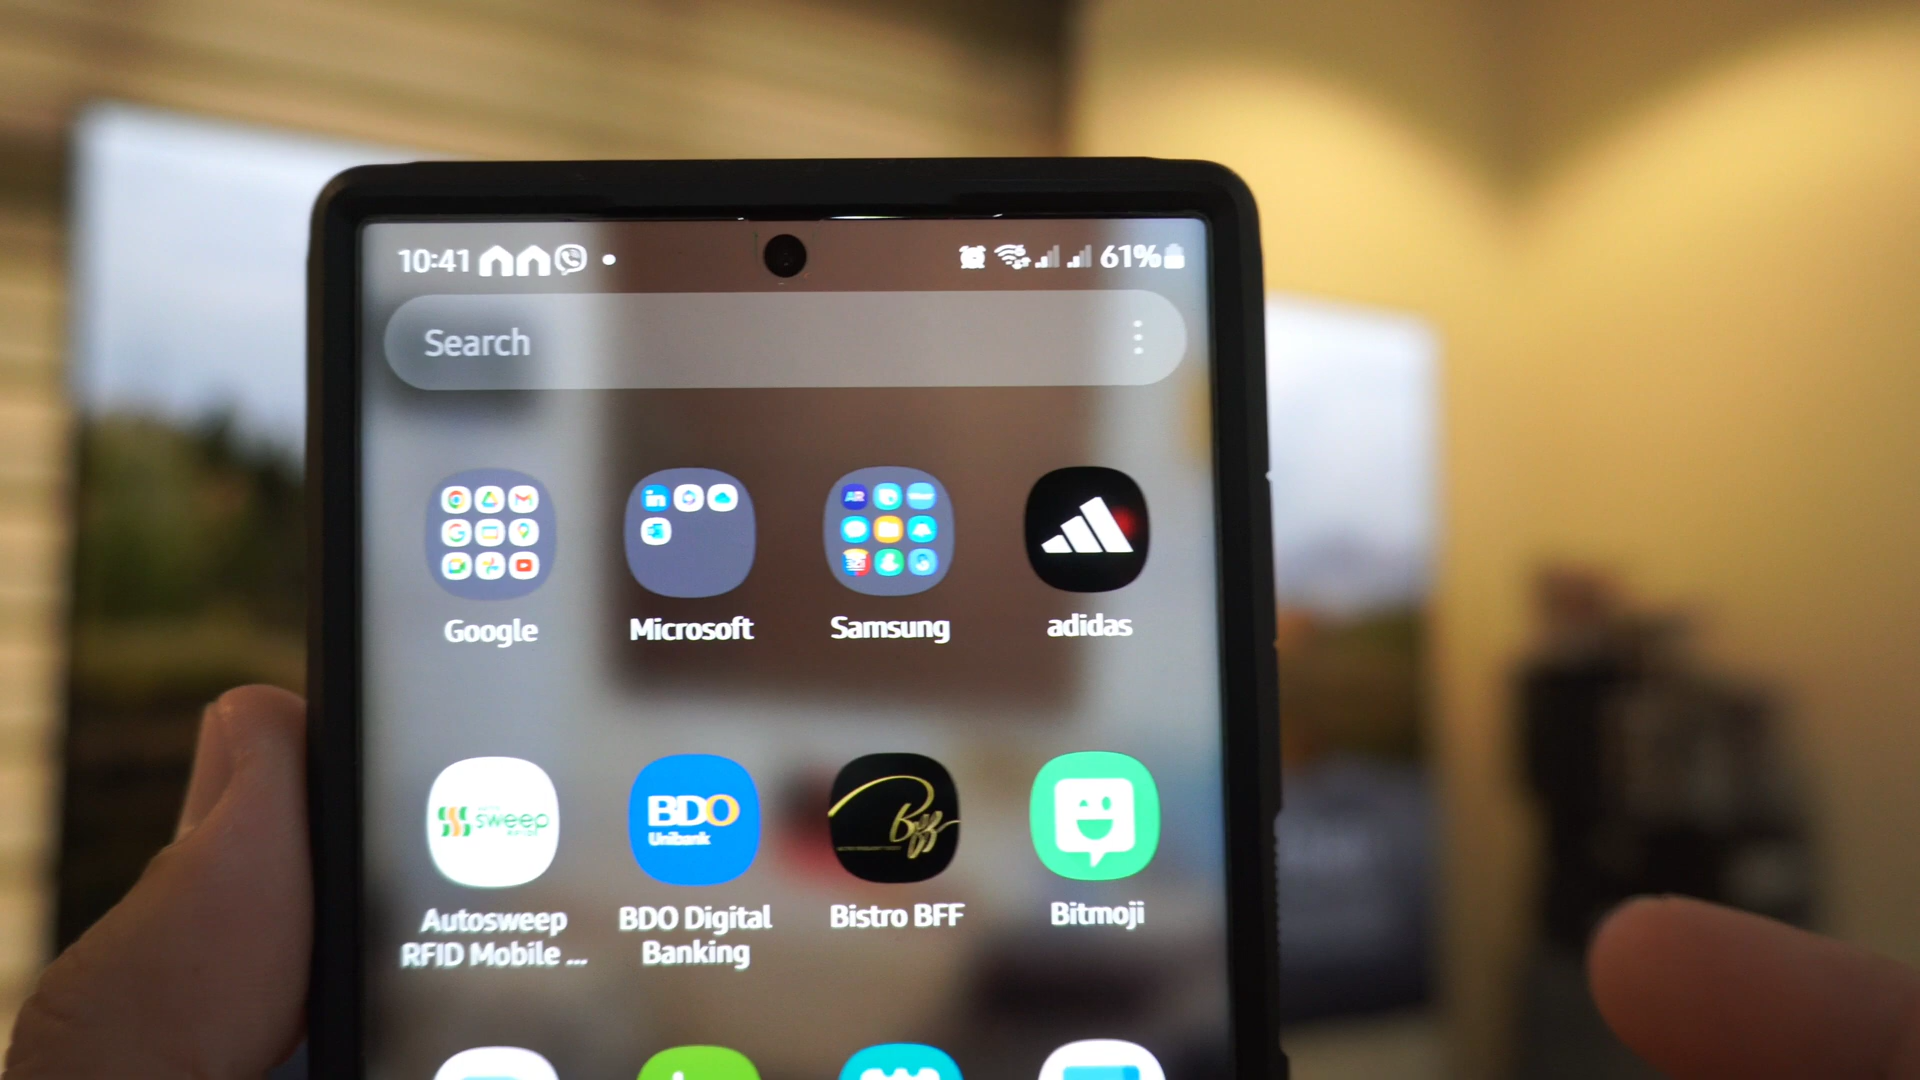 10:41
61%
Search
Google
Microsoft
Samsung
adidas
sweep
BDO
Unibank
Bff
Autosweep
RFID Mobile ...
BDO Digital
Banking
Bistro BFF
Bitmoji